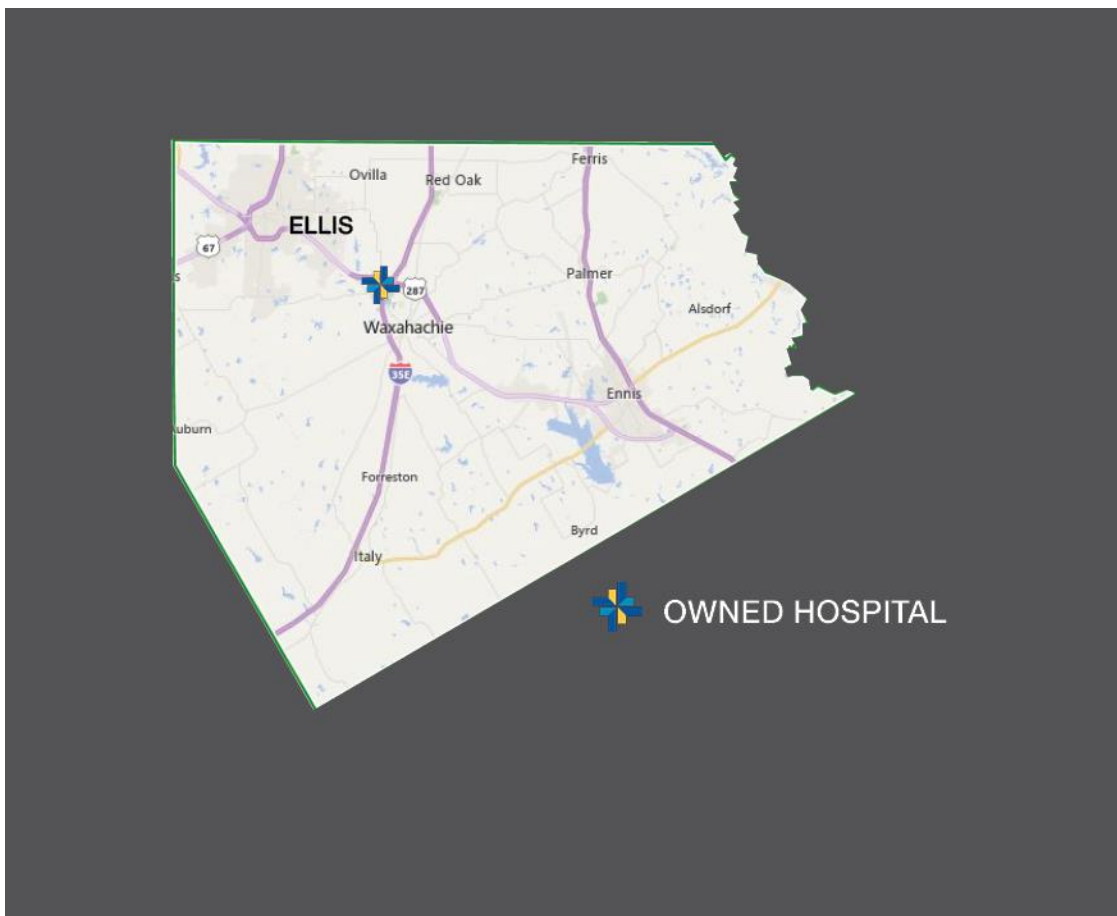 Ferris
Ovilla
Red Oak
ELLIS
67
s
Palmer
287
Alsdorf
Waxahachie
35E
Ennis
uburn
Forreston
Byrd
Italy
OWNED HOSPITAL